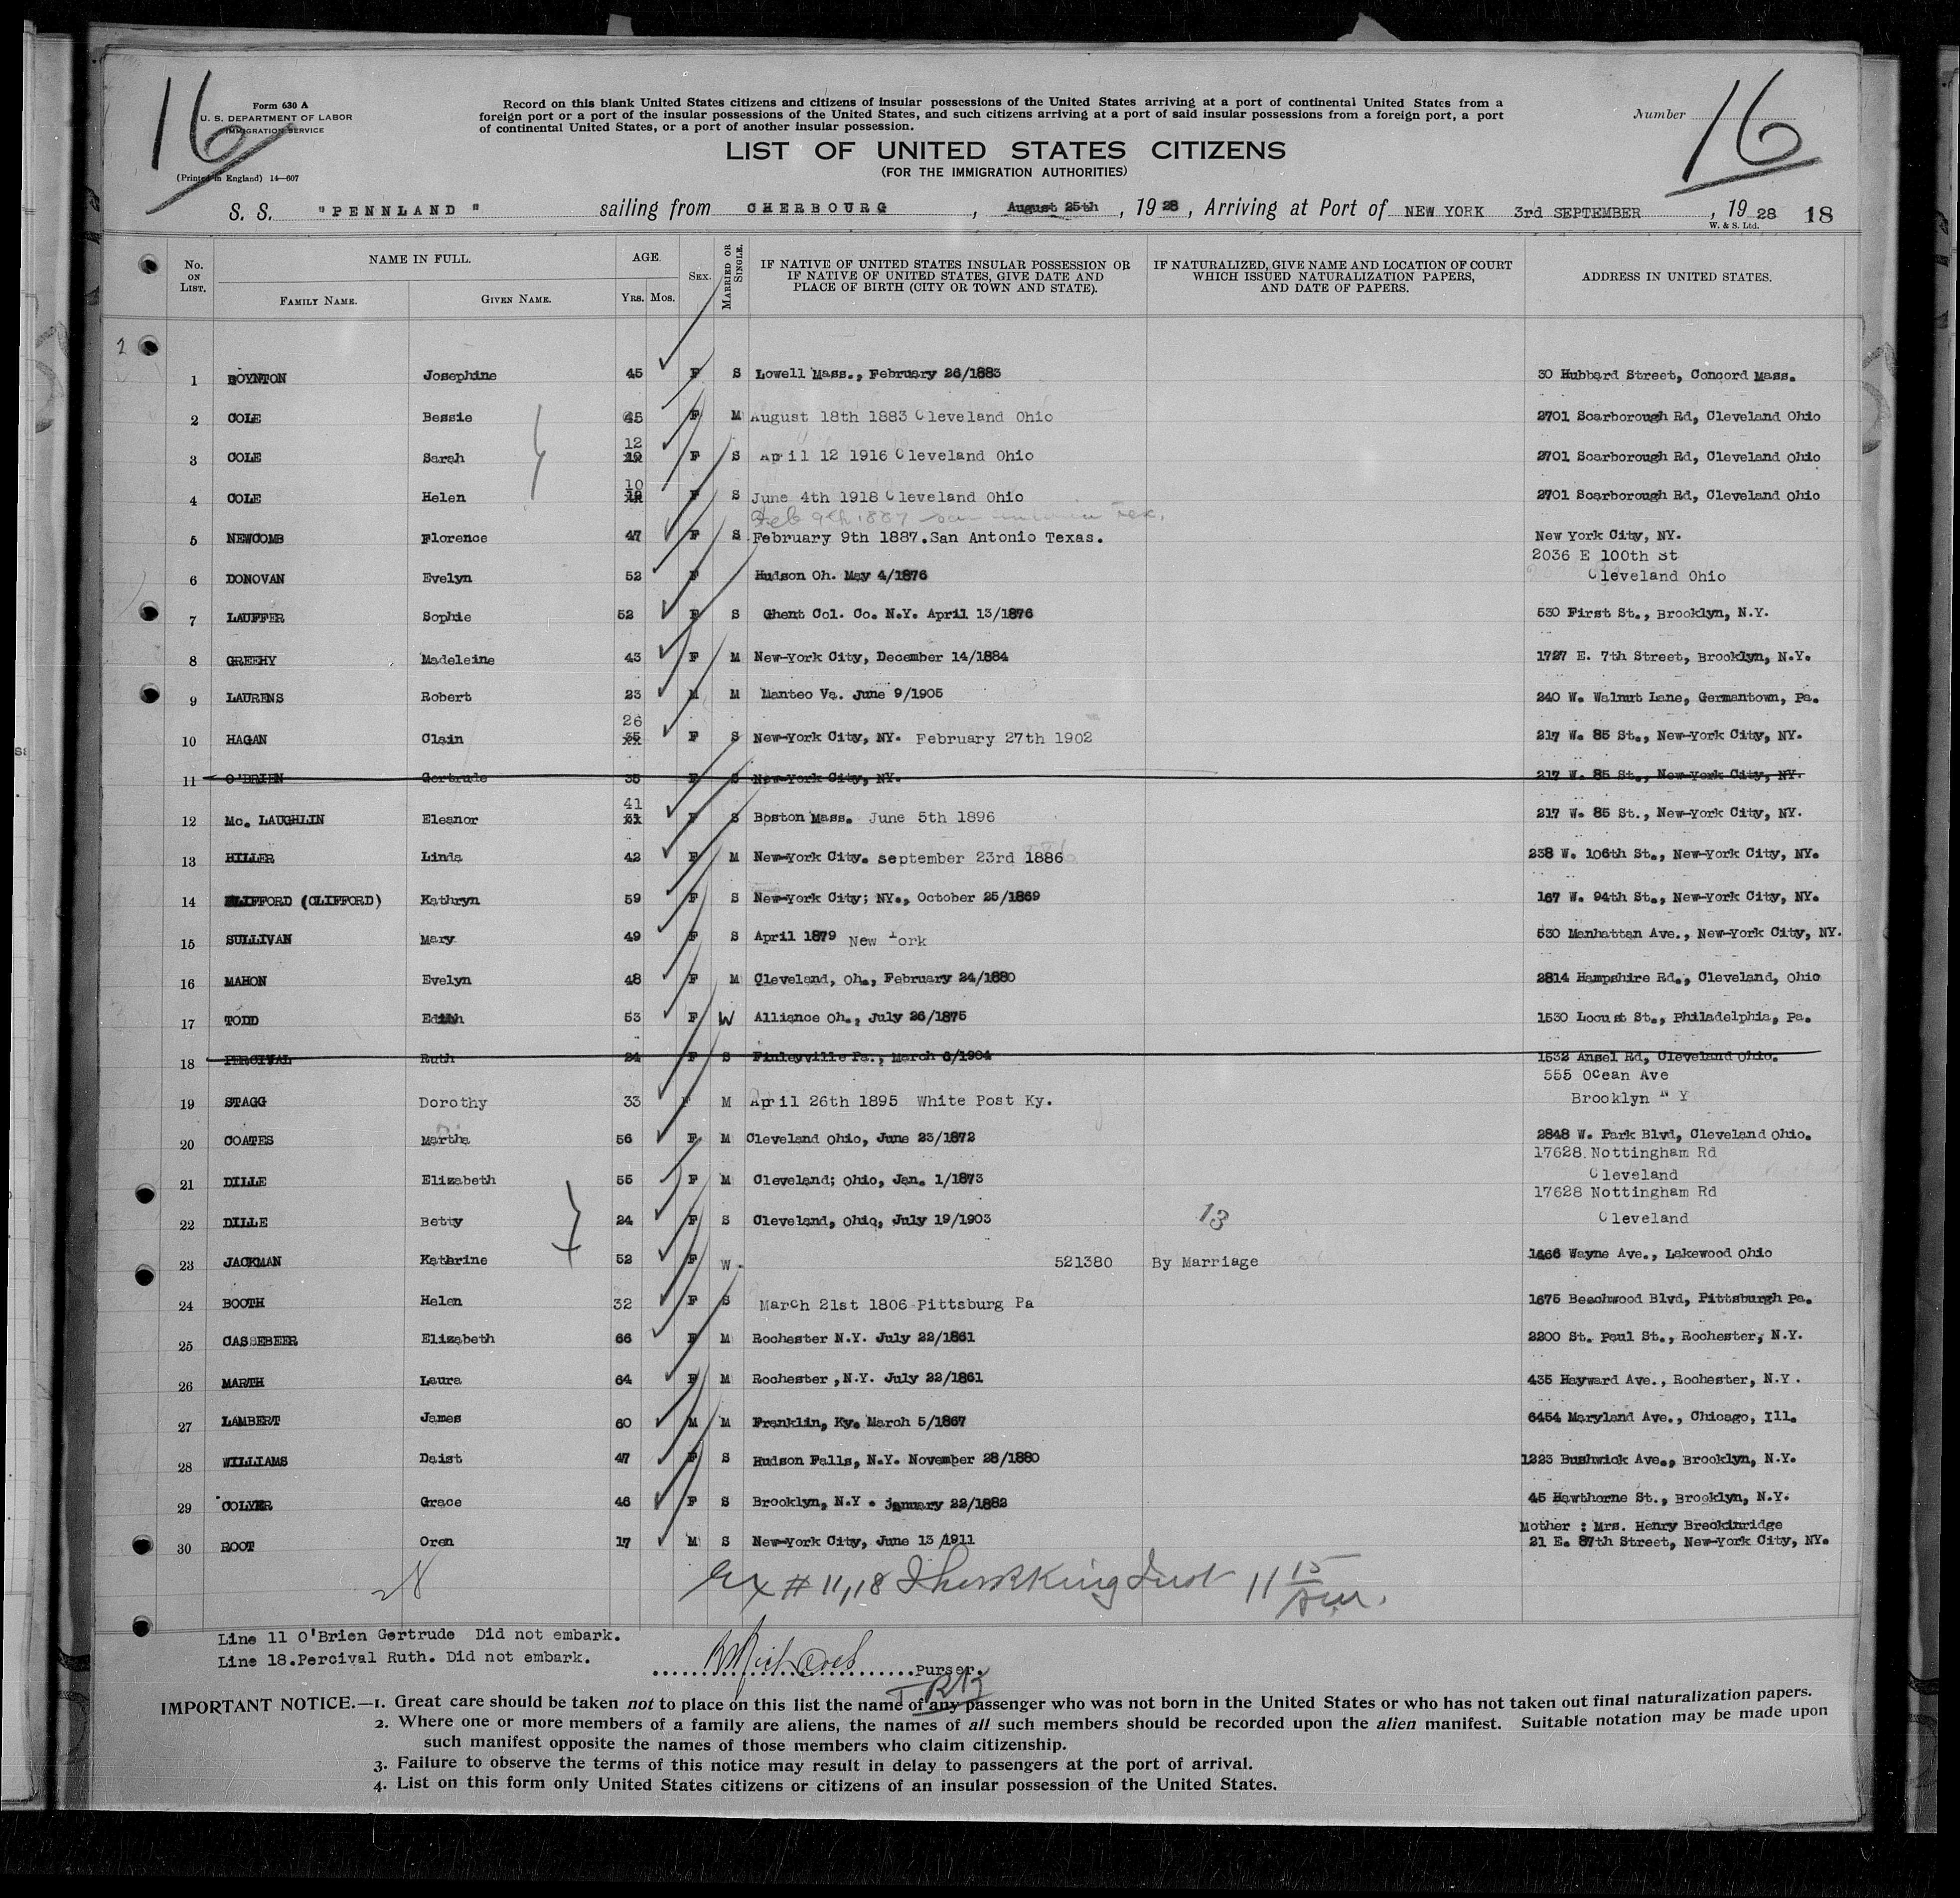 16
Form 630 A
U. S. DEPARTMENT OF LABOR
IMMIGRATION SERVICE
(Printed in England) 14—607
Record on this blank United States citizens and citizens of insular possessions of the United States arriving at a port of continental United States from a
foreign port or a port of the insular possessions of the United States, and such citizens arriving at a port of said insular possessions from a foreign port, a port
of continental United States, or a port of another insular possession.
Number 16
LIST OF UNITED STATES CITIZENS
(FOR THE IMMIGRATION AUTHORITIES)
S. S. "PENNLAND" sailing from CHERBOURG, August 25th, 1928, Arriving at Port of NEW YORK 3rd SEPTEMBER, 1928 18
W. & S. Ltd.
No. ON LIST. NAME IN FULL. FAMILY NAME. GIVEN NAME. AGE. YRS. MOS. SEX. MARRIED OR SINGLE. IF NATIVE OF UNITED STATES INSULAR POSSESSION OR IF NATIVE OF UNITED STATES, GIVE DATE AND PLACE OF BIRTH (CITY OR TOWN AND STATE). IF NATURALIZED, GIVE NAME AND LOCATION OF COURT WHICH ISSUED NATURALIZATION PAPERS, AND DATE OF PAPERS. ADDRESS IN UNITED STATES.
1 BOYNTON Josephine 45 F S Lowell Mass., February 26/1883 30 Hubbard Street, Concord Mass.
2 COLE Bessie 45 F M August 18th 1883 Cleveland Ohio 2701 Scarborough Rd, Cleveland Ohio
3 COLE Sarah 12 F S April 12 1916 Cleveland Ohio 2701 Scarborough Rd, Cleveland Ohio
4 COLE Helen 10 F S June 4th 1918 Cleveland Ohio 2701 Scarborough Rd, Cleveland Ohio
Feb 9th 1887 San Tex.
5 NEWCOMB Florence 47 F S February 9th 1887.San Antonio Texas. New York City, NY.
6 DONOVAN Evelyn 52 F Hudson Oh. May 4/1876 2036 E 100th St Cleveland Ohio
7 LAUFFER Sophie 52 F S Ghent Col. Co. N.Y. April 13/1876 530 First St., Brooklyn, N.Y.
8 GREEHY Madeleine 43 F M New-York City, December 14/1884 1727 E. 7th Street, Brooklyn, N.Y.
9 LAURENS Robert 23 M M Manteo Va. June 9/1905 240 W. Walnut Lane, Germantown, Pa.
10 HAGAN Clain 26 35 F S New-York City, NY. February 27th 1902 217 W. 85 St., New-York City, NY.
11 O'BRIEN Gertrude 35 F S New-York City, NY. 217 W. 85 St., New-York City, NY.
12 Mc. LAUGHLIN Eleanor 41 F S Boston Mass. June 5th 1896 217 W. 85 St., New-York City, NY.
13 HILLER Linda 42 F M New-York City. september 23rd 1886 238 W. 106th St., New-York City, NY.
14 CLIFFORD (CLIFFORD) Kathryn 59 F S New-York City; NY., October 25/1869 167 W. 94th St., New-York City, NY.
15 SULLIVAN Mary 49 F S April 1879 New York 530 Manhattan Ave., New-York City, NY.
16 MAHON Evelyn 48 F M Cleveland, Oh., February 24/1880 2814 Hampshire Rd., Cleveland, Ohio
17 TODD Edith 53 F W Alliance Oh., July 26/1875 1530 Locust St., Philadelphia, Pa.
18 PERCIVAL Ruth 24 F S Finleyville Pa., March 6/1904 1532 Ansel Rd, Cleveland Ohio.
19 STAGG Dorothy 33 F M April 26th 1895 White Post Ky. 555 Ocean Ave Brooklyn N Y
20 COATES Martha 56 F M Cleveland Ohio, June 23/1872 2848 W. Park Blvd, Cleveland Ohio.
21 DILLE Elizabeth 55 F M Cleveland; Ohio, Jan. 1/1873 17628 Nottingham Rd Cleveland
22 DILLE Betty 24 F S Cleveland, Ohio, July 19/1903 13 17628 Nottingham Rd Cleveland
23 JACKMAN Kathrine 52 F W. 521380 By Marriage 1466 Wayne Ave., Lakewood Ohio
24 BOOTH Helen 32 F S March 21st 1806 Pittsburg Pa 1675 Beachwood Blvd, Pittsburgh Pa.
25 CASSEBEER Elizabeth 66 F M Rochester N.Y. July 22/1861 2200 St. Paul St., Rochester, N.Y.
26 MARTH Laura 64 F M Rochester, N.Y. July 22/1861 435 Hayward Ave., Rochester, N.Y.
27 LAMBERT James 60 M M Franklin, Ky. March 5/1867 6454 Maryland Ave., Chicago, Ill.
28 WILLIAMS Daist 47 F S Hudson Falls, N.Y. November 28/1880 1223 Bushwick Ave., Brooklyn, N.Y.
29 COLYER Grace 46 F S Brooklyn, N.Y. january 22/1882 45 Hawthorne St., Brooklyn, N.Y.
30 ROOT Oren 17 M S New-York City, June 13/1911 Mother : Mrs. Henry Breckinridge 21 E. 87th Street, New-York City, NY.
28 Ex # 11,18 King 11 15
Line 11 O'Brien Gertrude Did not embark.
Line 18.Percival Ruth. Did not embark.
Purser.
IMPORTANT NOTICE.—1. Great care should be taken not to place on this list the name of any passenger who was not born in the United States or who has not taken out final naturalization papers.
2. Where one or more members of a family are aliens, the names of all such members should be recorded upon the alien manifest. Suitable notation may be made upon
such manifest opposite the names of those members who claim citizenship.
3. Failure to observe the terms of this notice may result in delay to passengers at the port of arrival.
4. List on this form only United States citizens or citizens of an insular possession of the United States.